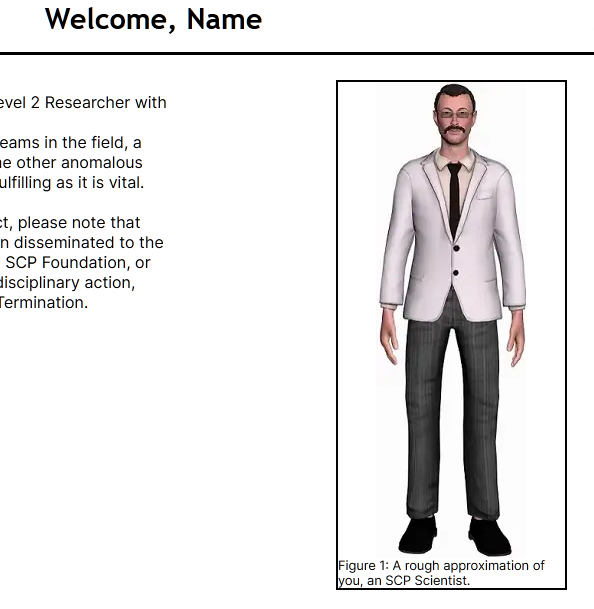 Welcome, Name
evel 2 Researcher with
eams in the field, a
e other anomalous
ulfilling as it is vital.
ct, please note that
n disseminated to the
SCP Foundation, or
disciplinary action,
Termination.
Figure 1: A rough approximation of
you, an SCP Scientist.